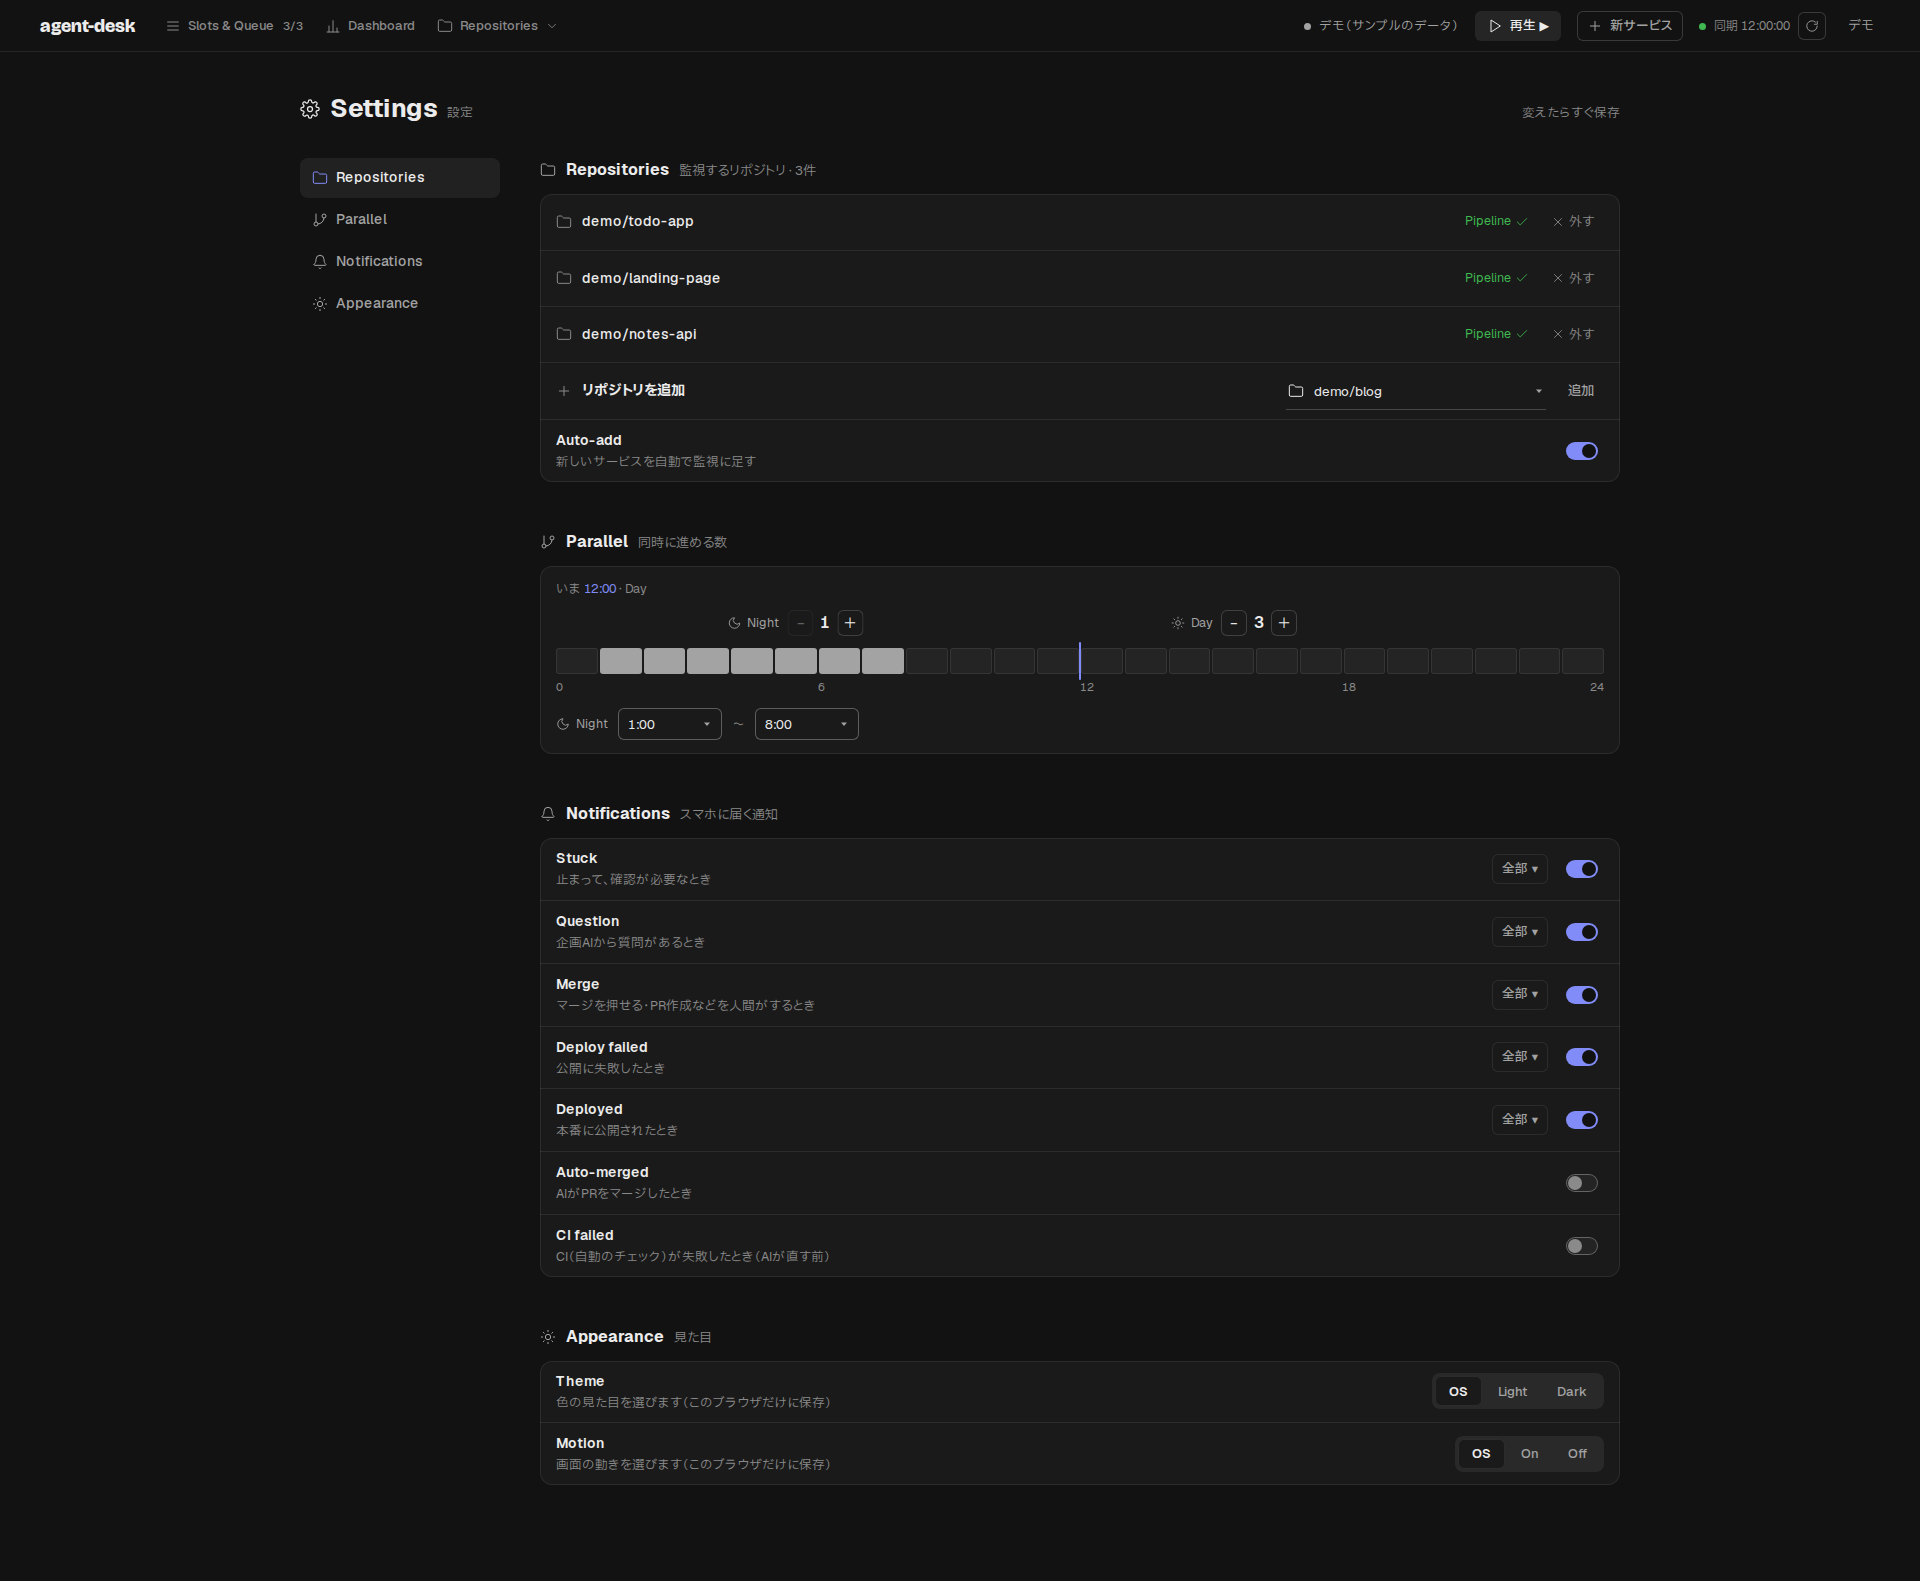 agent-desk Slots & Queue 3/3 Dashboard Repositories デモ（サンプルのデータ） 再生 ▶ 新サービス 同期 12:00:00 デモ
Settings 設定 変えたらすぐ保存
Repositories
Parallel
Notifications
Appearance
Repositories 監視するリポジトリ · 3件
demo/todo-app Pipeline ✓ × 外す
demo/landing-page Pipeline ✓ × 外す
demo/notes-api Pipeline ✓ × 外す
+ リポジトリを追加 demo/blog 追加
Auto-add
新しいサービスを自動で監視に足す
Parallel 同時に進める数
いま 12:00 · Day
Night − 1 + Day − 3 +
0 6 12 18 24
Night 1:00 〜 8:00
Notifications スマホに届く通知
Stuck 全部 ▾
止まって、確認が必要なとき
Question 全部 ▾
企画AIから質問があるとき
Merge 全部 ▾
マージを押せる・PR作成などを人間がするとき
Deploy failed 全部 ▾
公開に失敗したとき
Deployed 全部 ▾
本番に公開されたとき
Auto-merged
AIがPRをマージしたとき
CI failed
CI（自動のチェック）が失敗したとき（AIが直す前）
Appearance 見た目
Theme OS Light Dark
色の見た目を選びます（このブラウザだけに保存）
Motion OS On Off
画面の動きを選びます（このブラウザだけに保存）